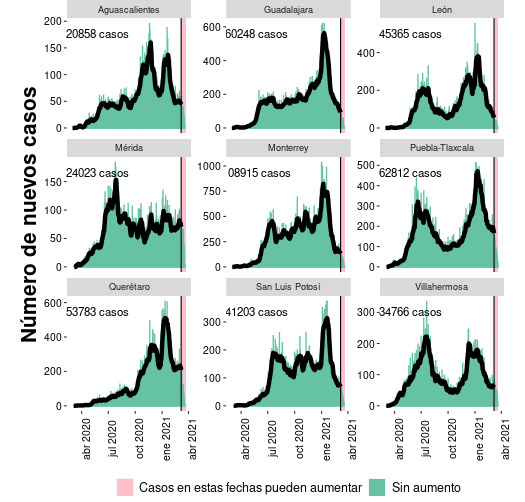 Número de nuevos casos
Aguascalientes
Guadalajara
León
20858 casos
60248 casos
45365 casos
200
150
100
50
0
600
400
200
0
400
200
0
Mérida
Monterrey
Puebla-Tlaxcala
24023 casos
08915 casos
62812 casos
150
100
50
0
1000
750
500
250
0
500
400
300
200
100
0
Querétaro
San Luis Potosí
Villahermosa
53783 casos
41203 casos
34766 casos
600
400
200
0
300
200
100
0
300
200
100
0
abr 2020
jul 2020
oct 2020
ene 2021
abr 2021
abr 2020
jul 2020
oct 2020
ene 2021
abr 2021
abr 2020
jul 2020
oct 2020
ene 2021
abr 2021
Casos en estas fechas pueden aumentar
Sin aumento